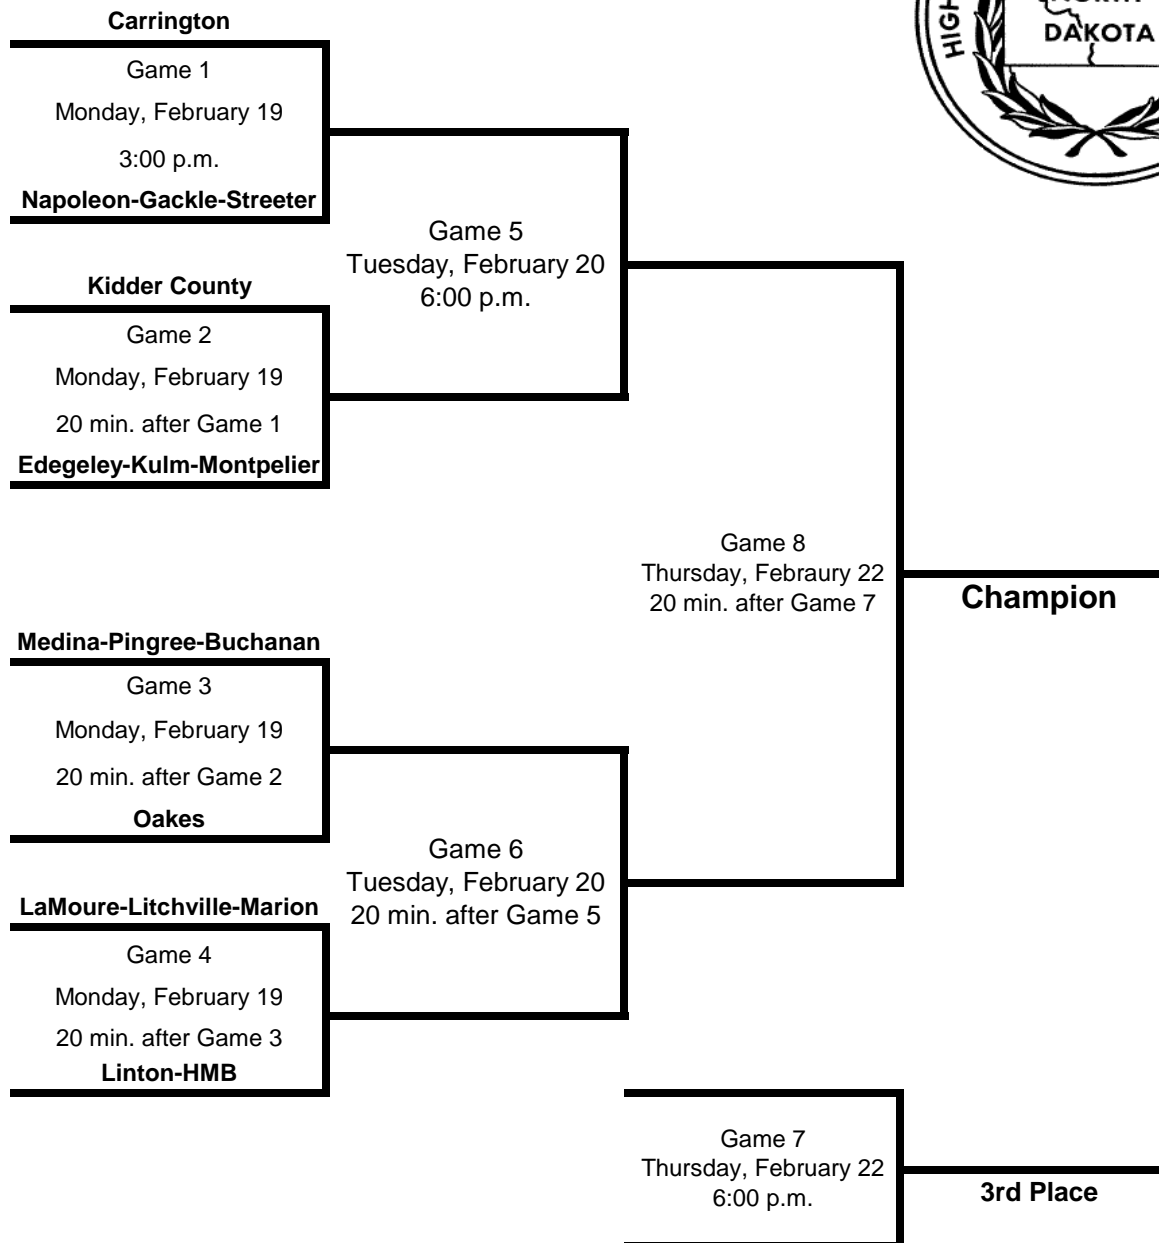 Carrington
Game 1
Monday, February 19
3:00 p.m.
Napoleon-Gackle-Streeter
Kidder County
Game 2
Monday, February 19
20 min. after Game 1
Edegeley-Kulm-Montpelier
Game 5
Tuesday, February 20
6:00 p.m.
Medina-Pingree-Buchanan
Game 3
Monday, February 19
20 min. after Game 2
Oakes
LaMoure-Litchville-Marion
Game 4
Monday, February 19
20 min. after Game 3
Linton-HMB
Game 6
Tuesday, February 20
20 min. after Game 5
Game 8
Thursday, Febraury 22
20 min. after Game 7
Champion
Game 7
Thursday, February 22
6:00 p.m.
3rd Place
HIGH
DAKOTA